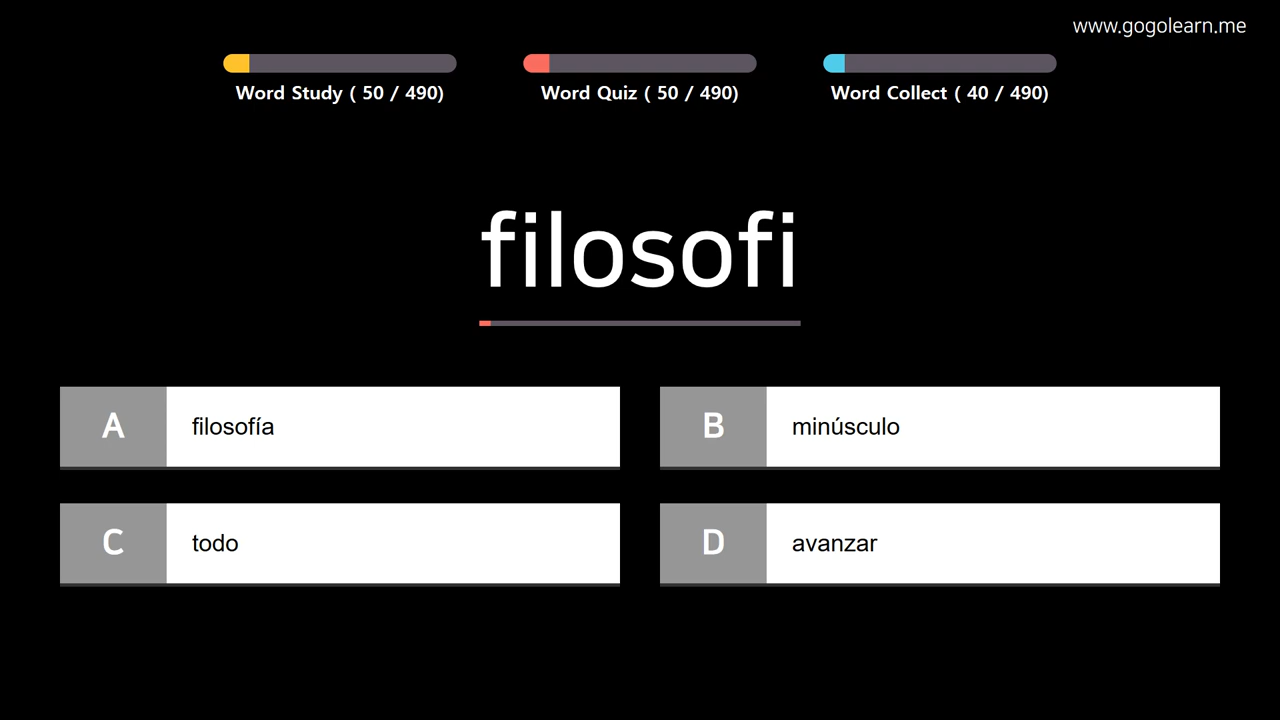 www.gogolearn.me
Word Study ( 50 / 490)
Word Quiz ( 50 / 490)
Word Collect ( 40 / 490)
filosofi
A filosofía
B minúsculo
C todo
D avanzar